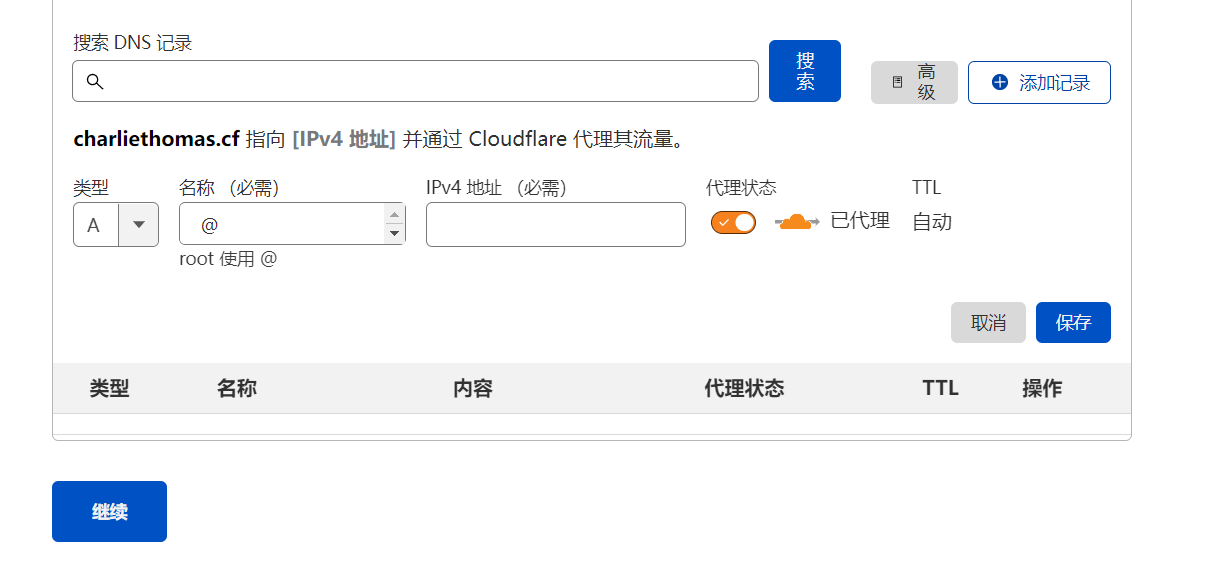 搜索 DNS 记录
搜
索
高
级
添加记录
charliethomas.cf 指向 [IPv4 地址] 并通过 Cloudflare 代理其流量。
类型 名称 （必需） IPv4 地址 （必需） 代理状态 TTL
A @ 已代理 自动
root 使用 @
取消 保存
类型 名称 内容 代理状态 TTL 操作
继续